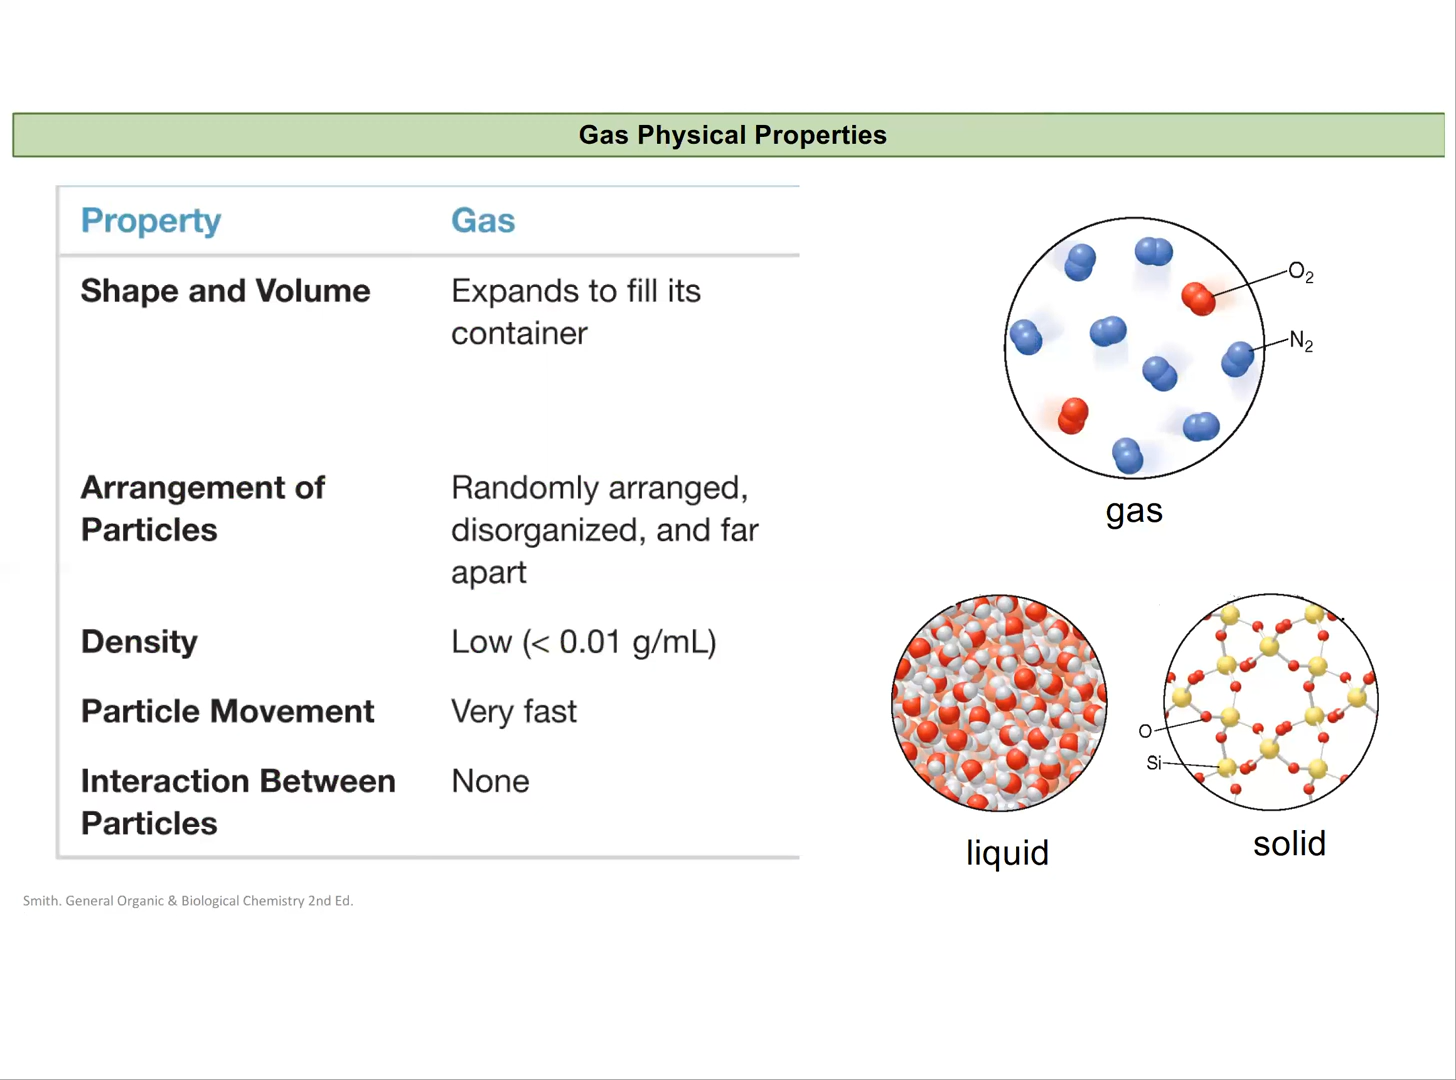 Gas Physical Properties
Property Gas
Shape and Volume Expands to fill its
container
Arrangement of Randomly arranged,
Particles disorganized, and far
apart
Density Low (< 0.01 g/mL)
Particle Movement Very fast
Interaction Between None
Particles
Smith. General Organic & Biological Chemistry 2nd Ed.
O₂
N₂
gas
liquid
O
Si
solid